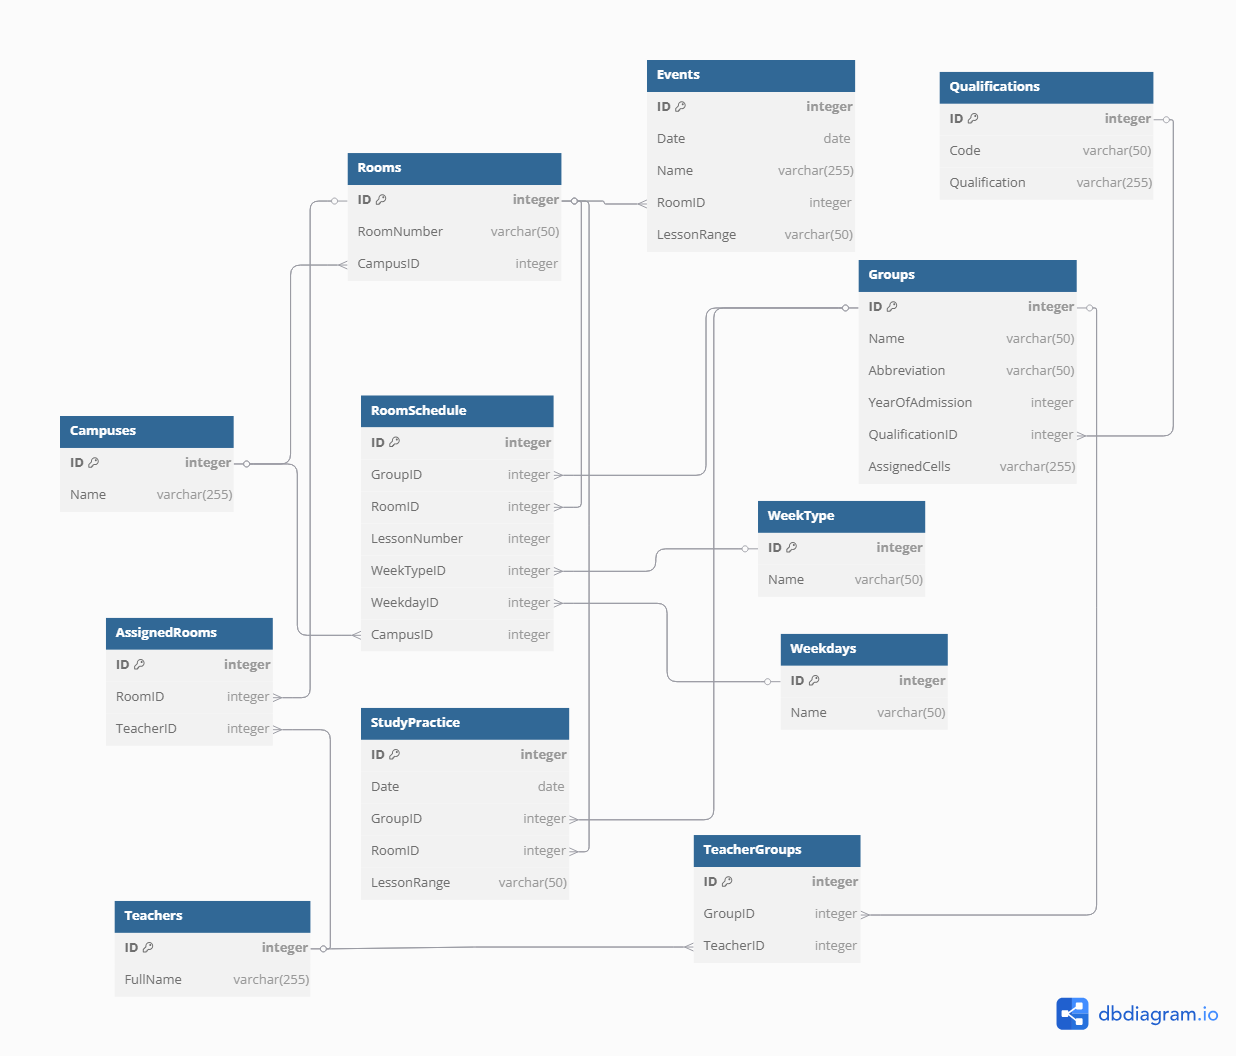 Events
ID integer
Date date
Name varchar(255)
RoomID integer
LessonRange varchar(50)
Qualifications
ID integer
Code varchar(50)
Qualification varchar(255)
Rooms
ID integer
RoomNumber varchar(50)
CampusID integer
Groups
ID integer
Name varchar(50)
Abbreviation varchar(50)
YearOfAdmission integer
QualificationID integer
AssignedCells varchar(255)
RoomSchedule
ID integer
GroupID integer
RoomID integer
LessonNumber integer
WeekTypeID integer
WeekdayID integer
CampusID integer
Campuses
ID integer
Name varchar(255)
WeekType
ID integer
Name varchar(50)
AssignedRooms
ID integer
RoomID integer
TeacherID integer
Weekdays
ID integer
Name varchar(50)
StudyPractice
ID integer
Date date
GroupID integer
RoomID integer
LessonRange varchar(50)
TeacherGroups
ID integer
GroupID integer
TeacherID integer
Teachers
ID integer
FullName varchar(255)
dbdiagram.io